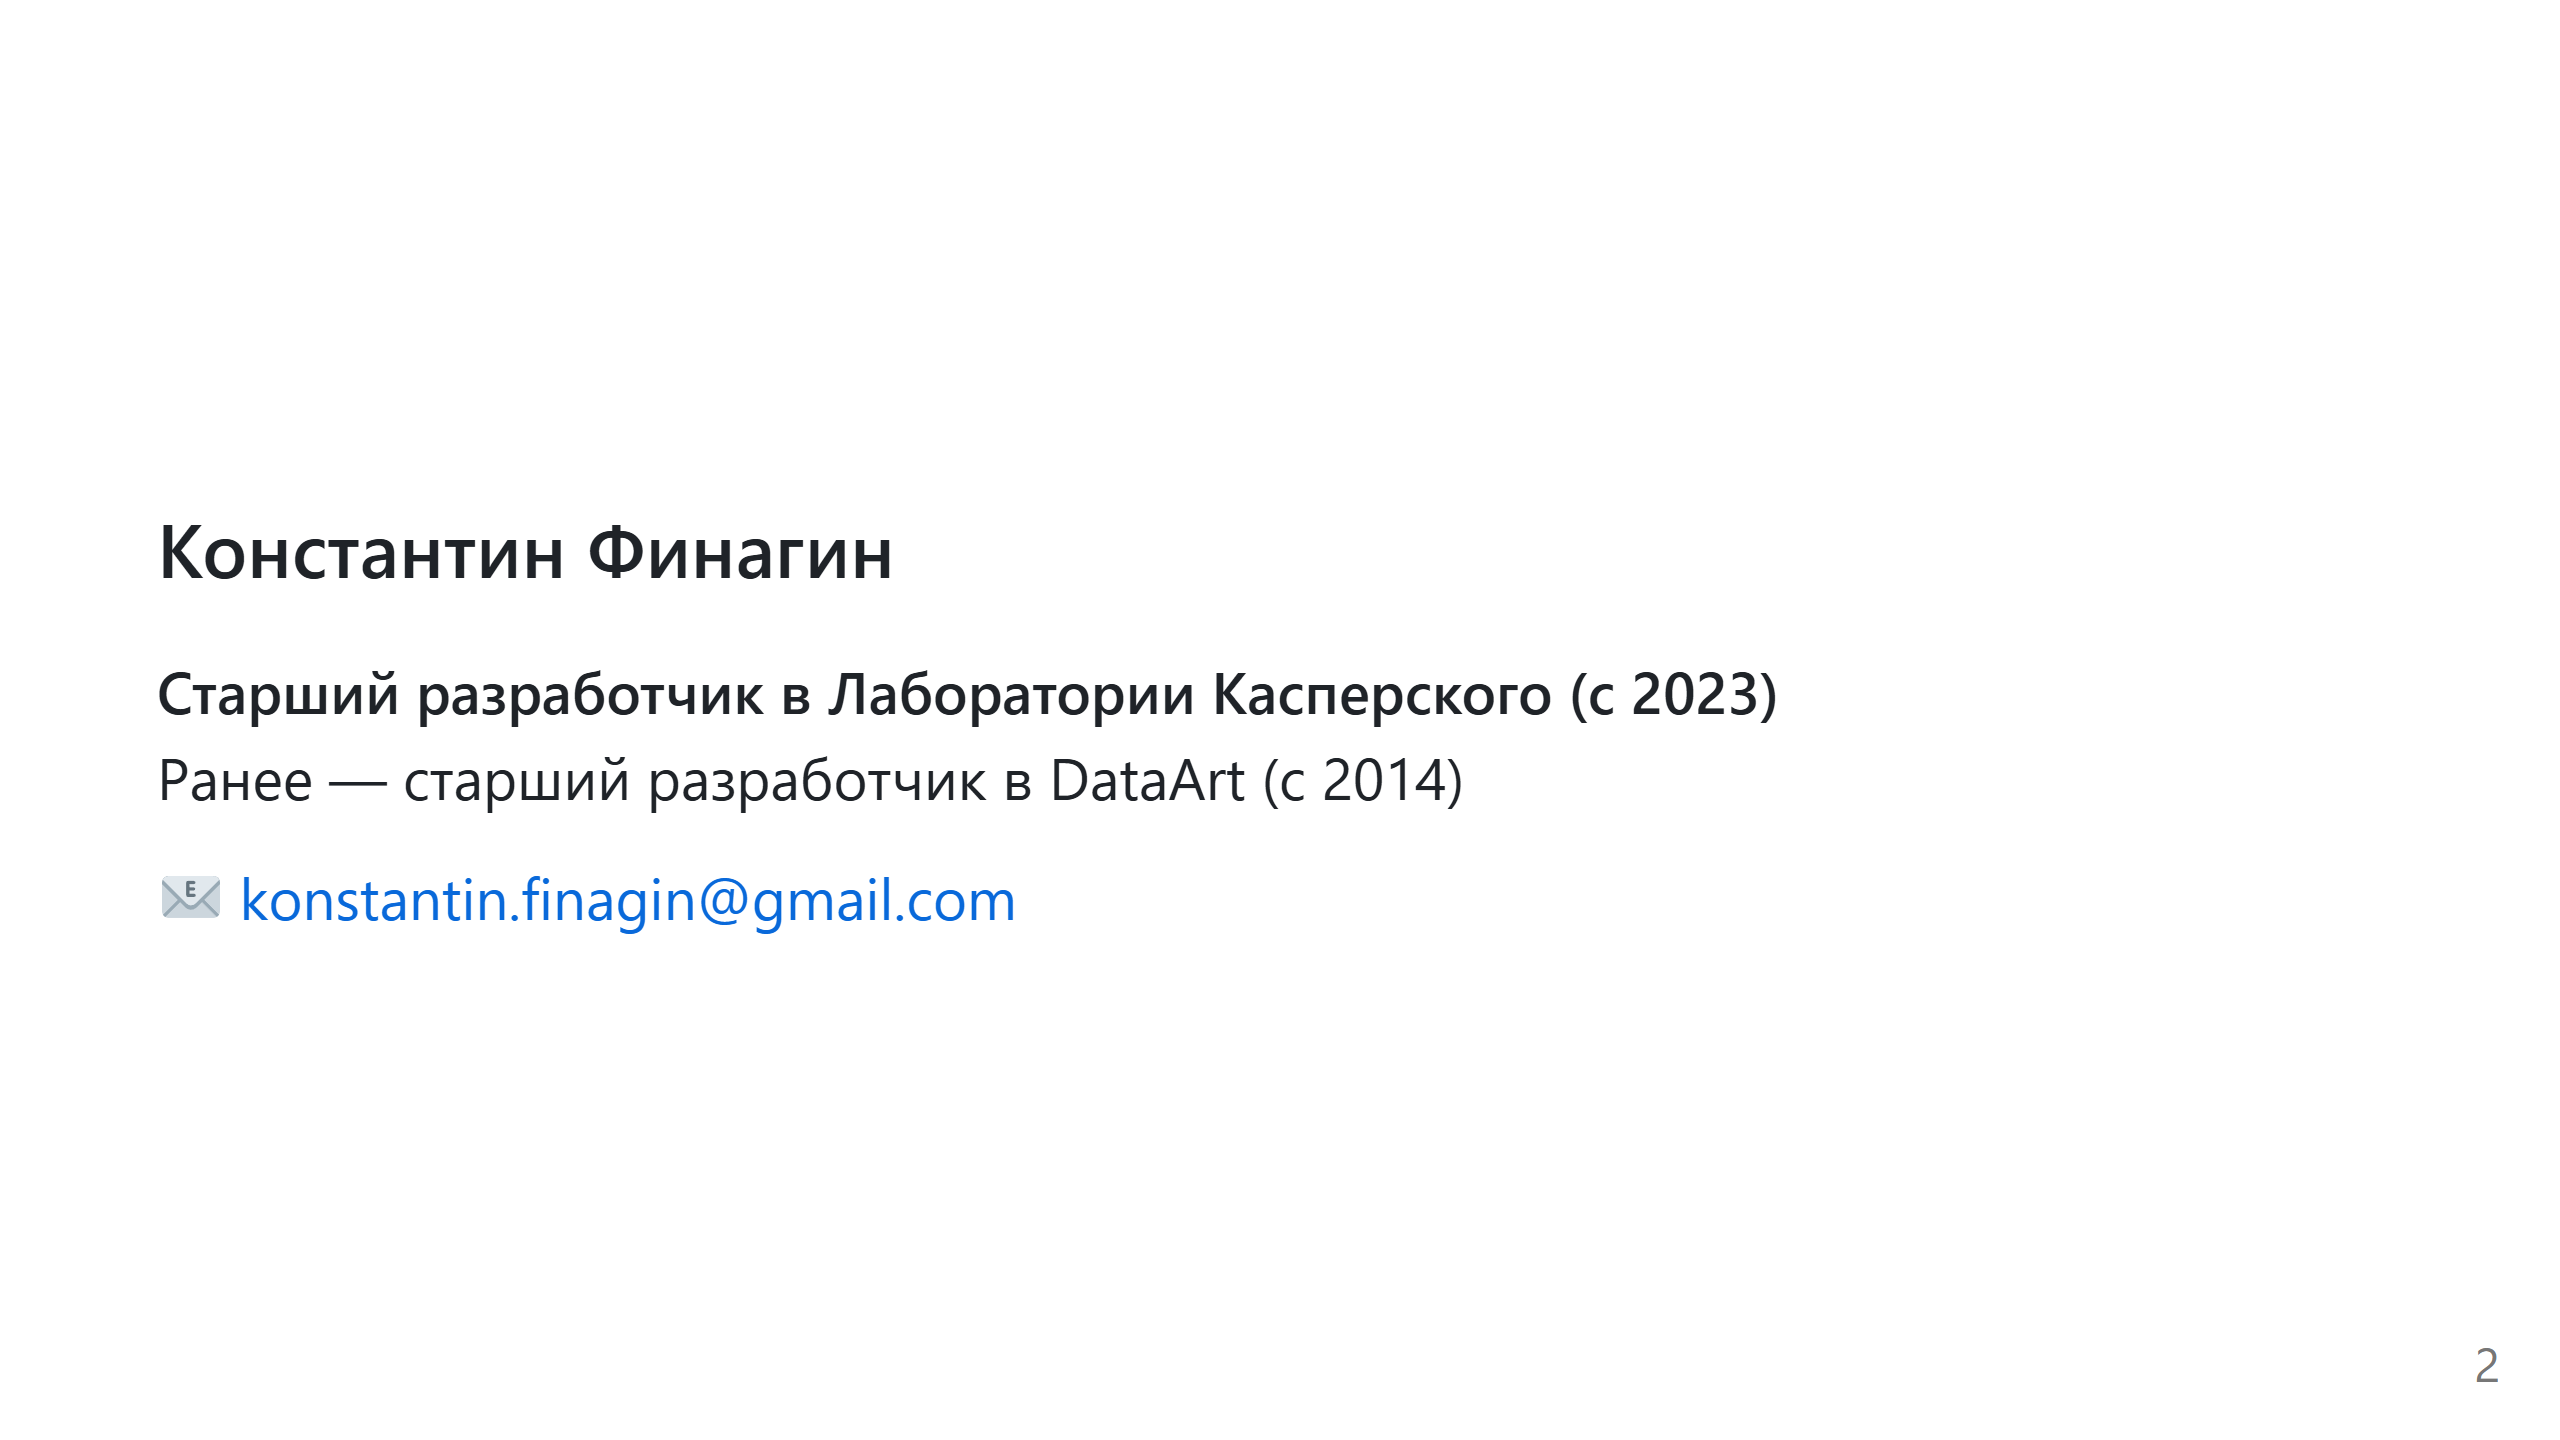 Константин Финагин
Старший разработчик в Лаборатории Касперского (с 2023)
Ранее — старший разработчик в DataArt (с 2014)
📧 konstantin.finagin@gmail.com
2